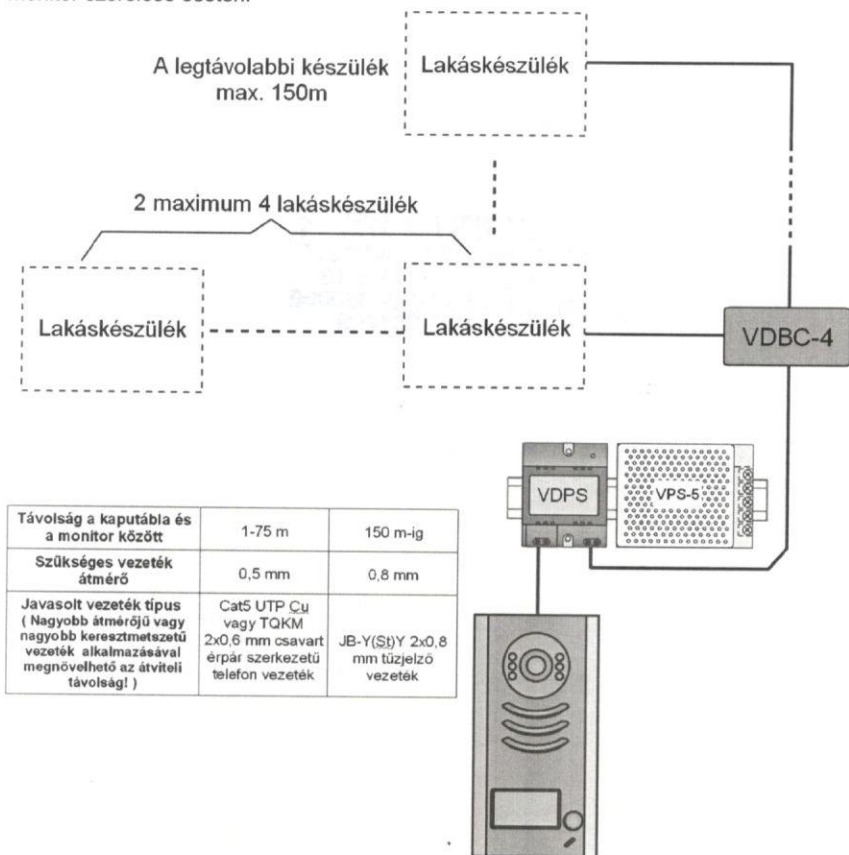 A legtávolabbi készülék
max. 150m
Lakáskészülék
2 maximum 4 lakáskészülék
Lakáskészülék
Lakáskészülék
VDBC-4
VDPS
VPS-5
Távolság a kaputábla és
a monitor között
1-75 m
150 m-ig
Szükséges vezeték
átmérő
0,5 mm
0,8 mm
Javasolt vezeték típus
( Nagyobb átmérőjű vagy
nagyobb keresztmetszetű
vezeték alkalmazásával
megnövelhető az átviteli
távolság! )
Cat5 UTP Cu
vagy TQKM
2x0,6 mm csavart
érpár szerkezetű
telefon vezeték
JB-Y(St)Y 2x0,8
mm tűzjelző
vezeték